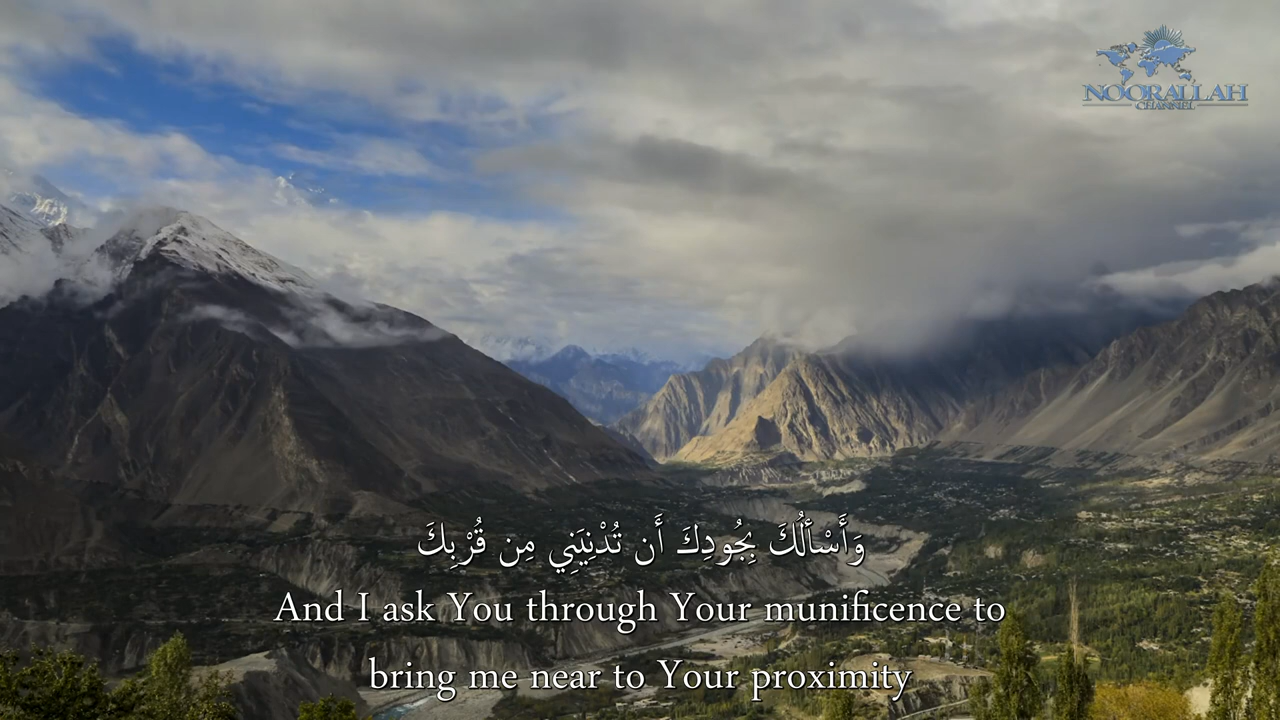 NOORALLAH
CHANNEL
وَأَسْأَلُكَ بِجُودِكَ أَن تُدْنِيَنِي مِن قُرْبِكَ
And I ask You through Your munificence to
bring me near to Your proximity